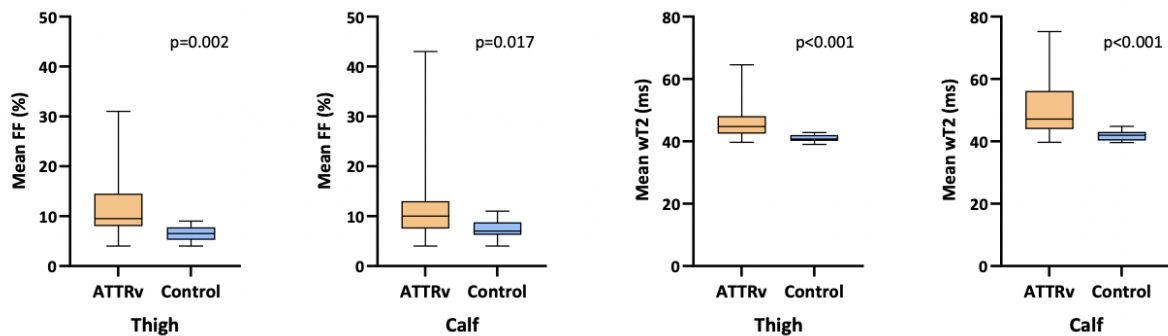 Mean FF (%)
50
40
30
20
10
0
p=0.002
ATTRv Control
Thigh
Mean FF (%)
50
40
30
20
10
0
p=0.017
ATTRv Control
Calf
Mean wT2 (ms)
80
60
40
20
0
p<0.001
ATTRv Control
Thigh
Mean wT2 (ms)
80
60
40
20
0
p<0.001
ATTRv Control
Calf